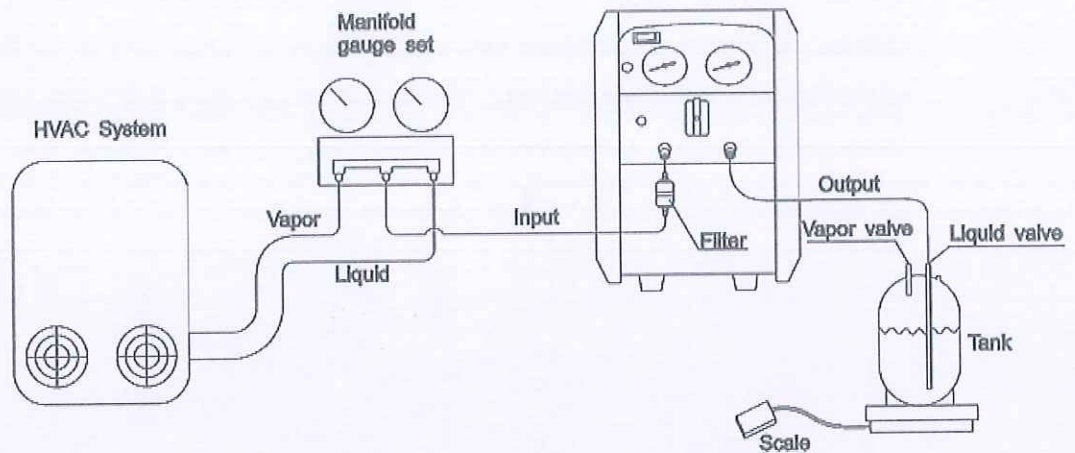 Manifold
gauge set
HVAC System
Vapor
Input
Liquid
Filter
Output
Vapor valve
Liquid valve
Tank
Scale